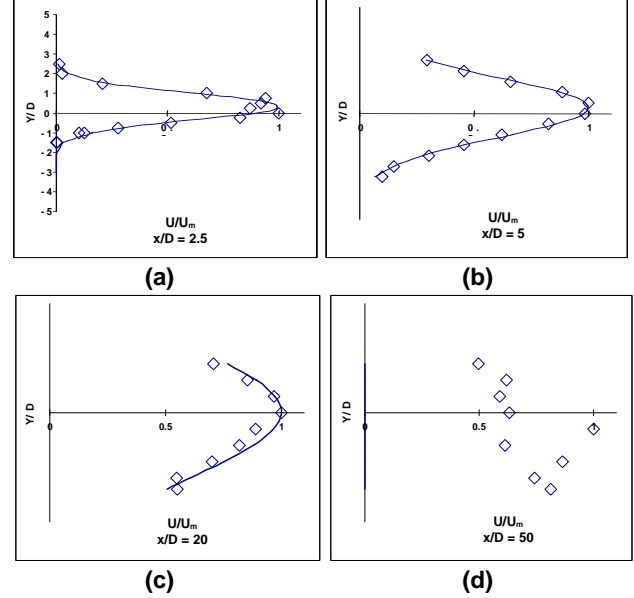 5
4
3
2
1
0
-1
-2
-3
-4
-5
Y/D
0
1
U/Um
x/D = 2.5
(a)
Y/D
0
1
U/Um
x/D = 5
(b)
Y/D
0
0.5
1
U/Um
x/D = 20
(c)
Y/D
0
0.5
1
U/Um
x/D = 50
(d)